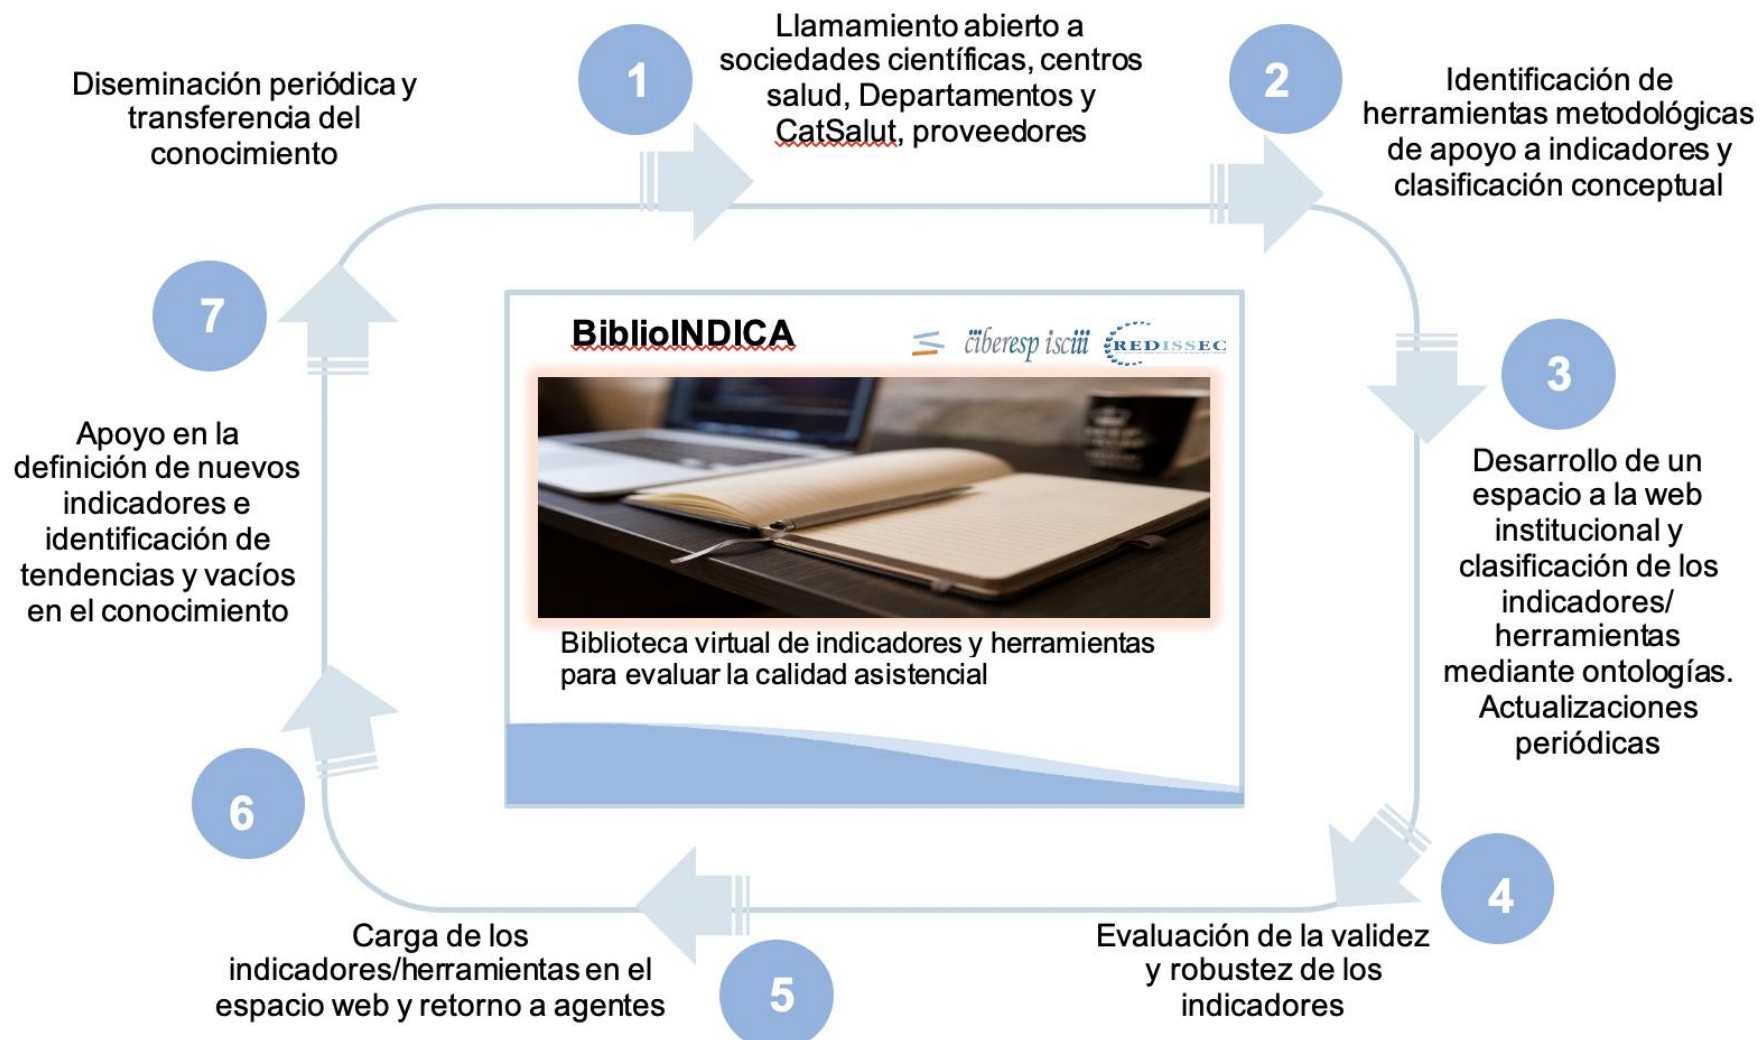 1
Llamamiento abierto a
sociedades científicas, centros
salud, Departamentos y
CatSalut, proveedores
2
Identificación de
herramientas metodológicas
de apoyo a indicadores y
clasificación conceptual
3
Desarrollo de un
espacio a la web
institucional y
clasificación de los
indicadores/
herramientas
mediante ontologías.
Actualizaciones
periódicas
4
Evaluación de la validez
y robustez de los
indicadores
5
Carga de los
indicadores/herramientas en el
espacio web y retorno a agentes
6
Apoyo en la
definición de nuevos
indicadores e
identificación de
tendencias y vacíos
en el conocimiento
7
Diseminación periódica y
transferencia del
conocimiento
BiblioINDICA
ciberesp isciii
REDISSEC
Biblioteca virtual de indicadores y herramientas
para evaluar la calidad asistencial